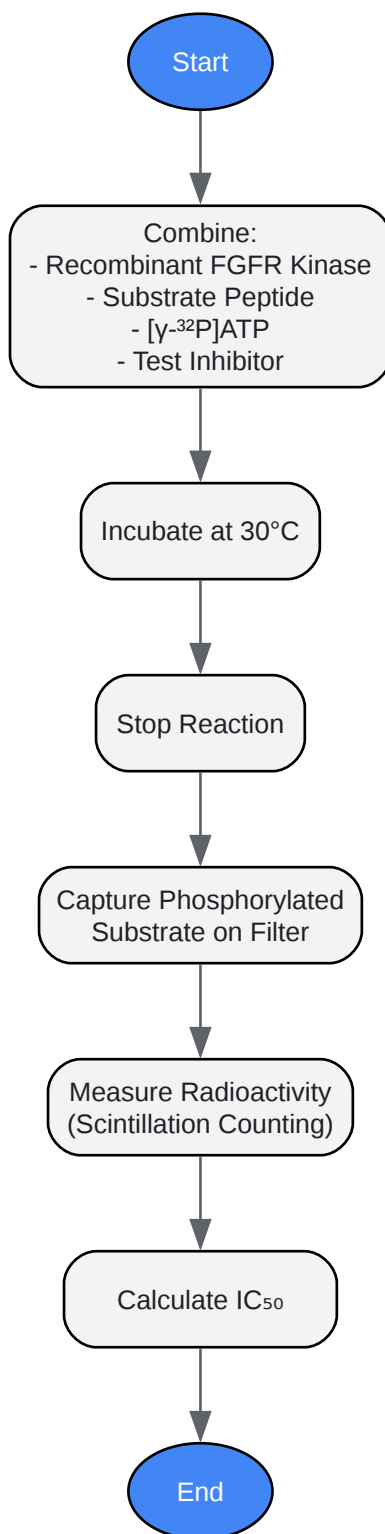 Start
Combine:
- Recombinant FGFR Kinase
- Substrate Peptide
- [γ-³²P]ATP
- Test Inhibitor
Incubate at 30°C
Stop Reaction
Capture Phosphorylated
Substrate on Filter
Measure Radioactivity
(Scintillation Counting)
Calculate IC₅₀
End